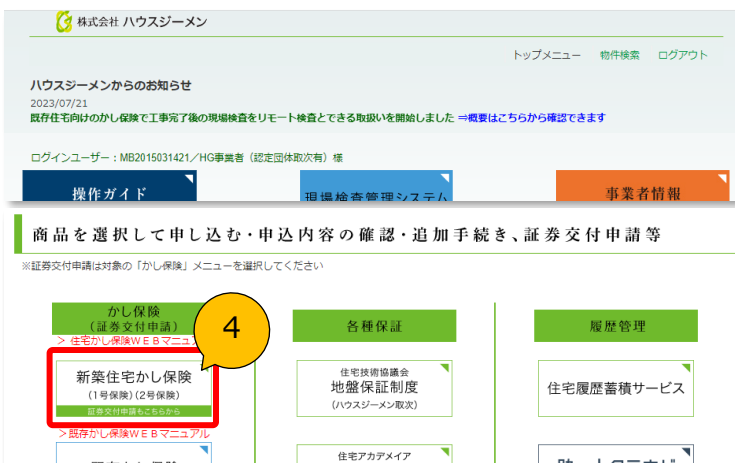 株式会社 ハウスジーメン
トップメニュー 物件検索 ログアウト
ハウスジーメンからのお知らせ
2023/07/21
既存住宅向けのかし保険で工事完了後の現場検査をリモート検査とできる取扱いを開始しました ⇒概要はこちらから確認できます
ログインユーザー：MB2015031421／HG事業者（認定団体取次有）様
操作ガイド 現場検査管理システム 事業者情報
商品を選択して申し込む・申込内容の確認・追加手続き、証券交付申請等
※証券交付申請は対象の「かし保険」メニューを選択してください
かし保険
（証券交付申請）
4
各種保証
履歴管理
> 住宅かし保険ＷＥＢマニュア
新築住宅かし保険
(1号保険)(2号保険)
証券交付申請もこちらから
住宅技術協議会
地盤保証制度
(ハウスジーメン取次)
住宅履歴蓄積サービス
>既存かし保険ＷＥＢマニュアル
住宅アカデメイア